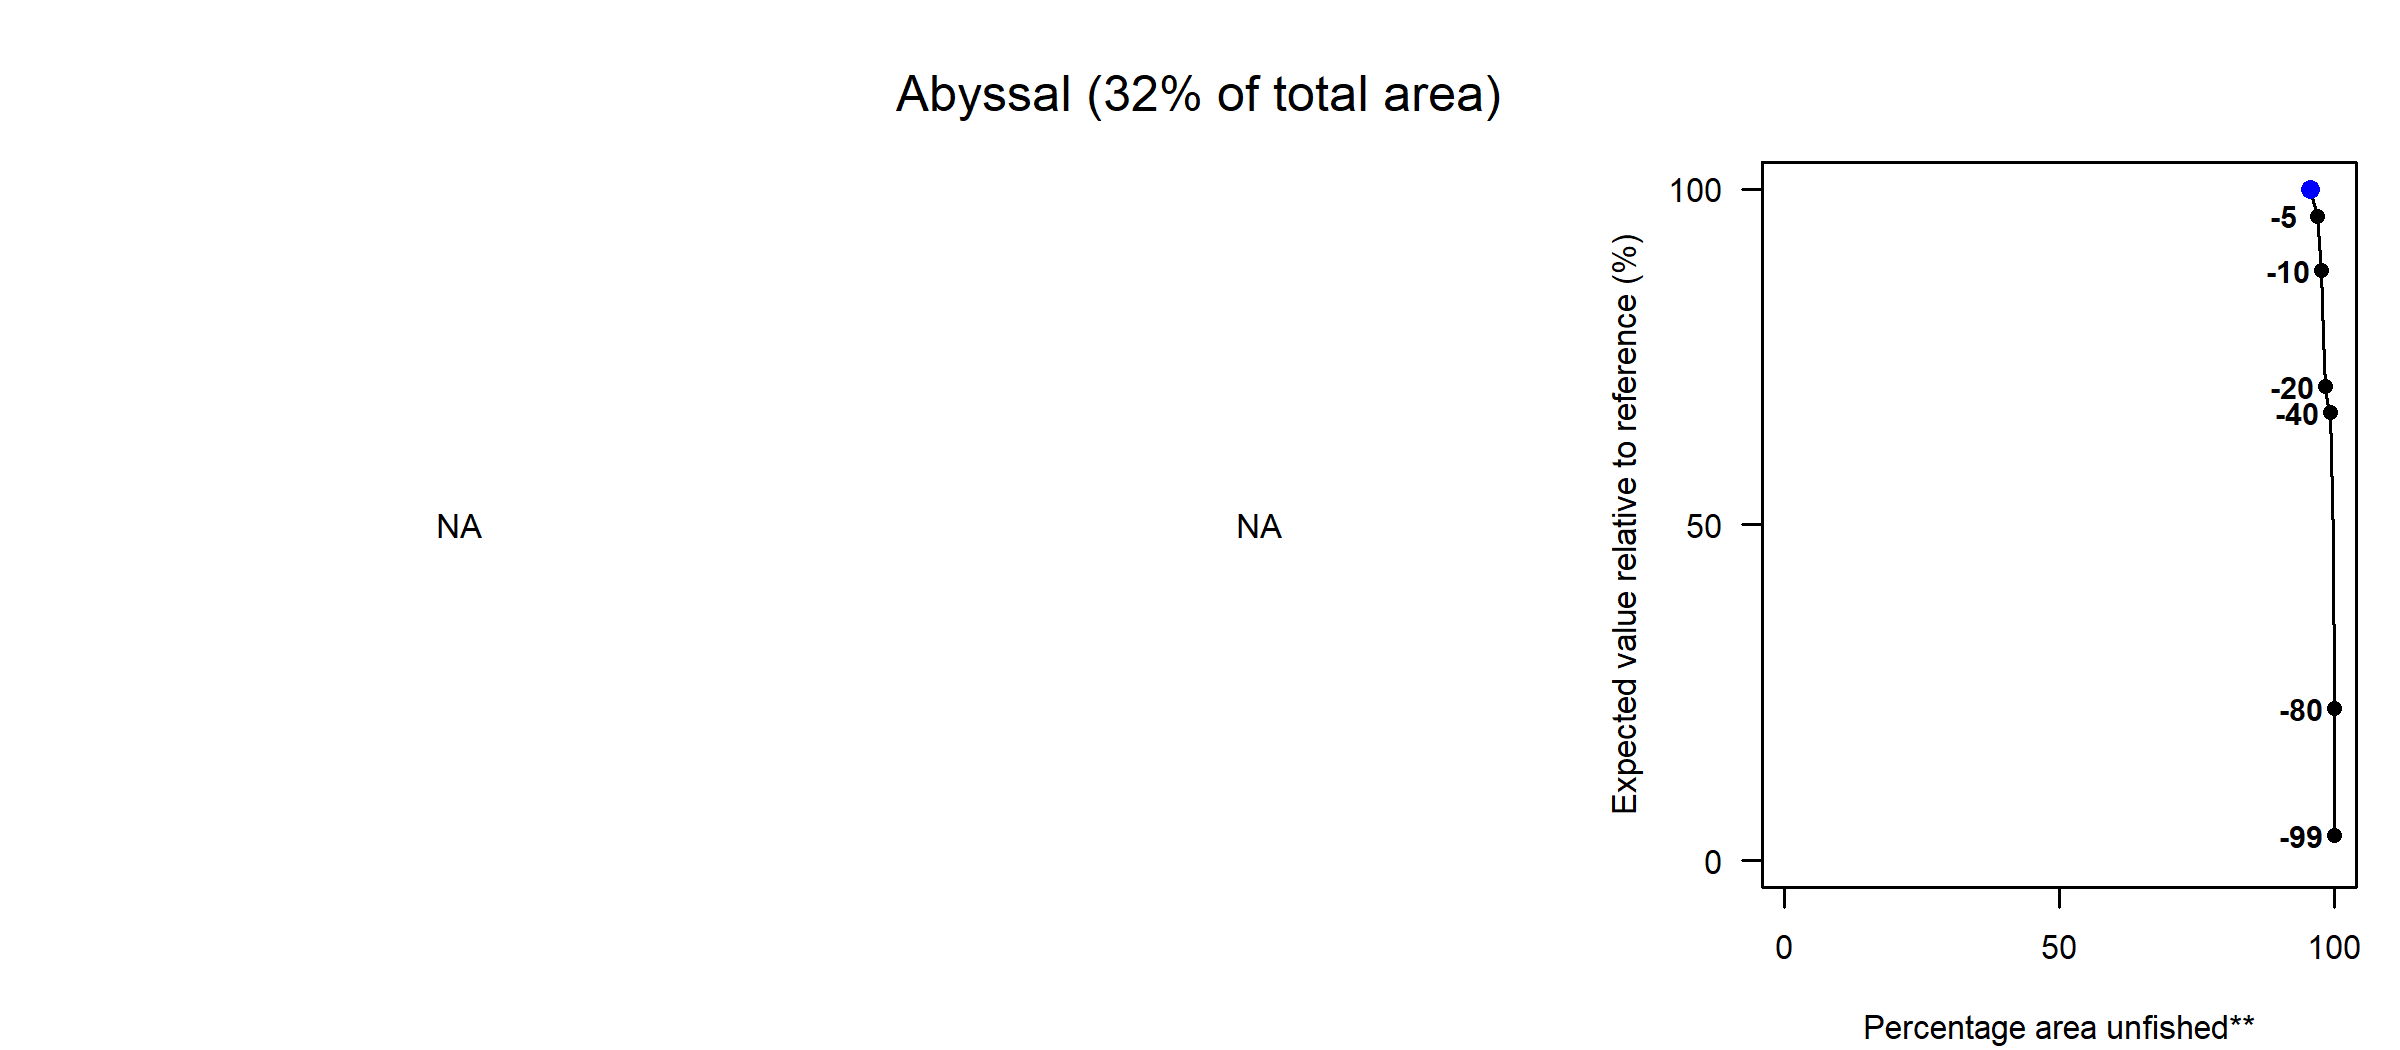 Abyssal (32% of total area)
NA
NA
Expected value relative to reference (%)
100
50
0
-5
-10
-20
-40
-80
-99
0 50 100
Percentage area unfished**